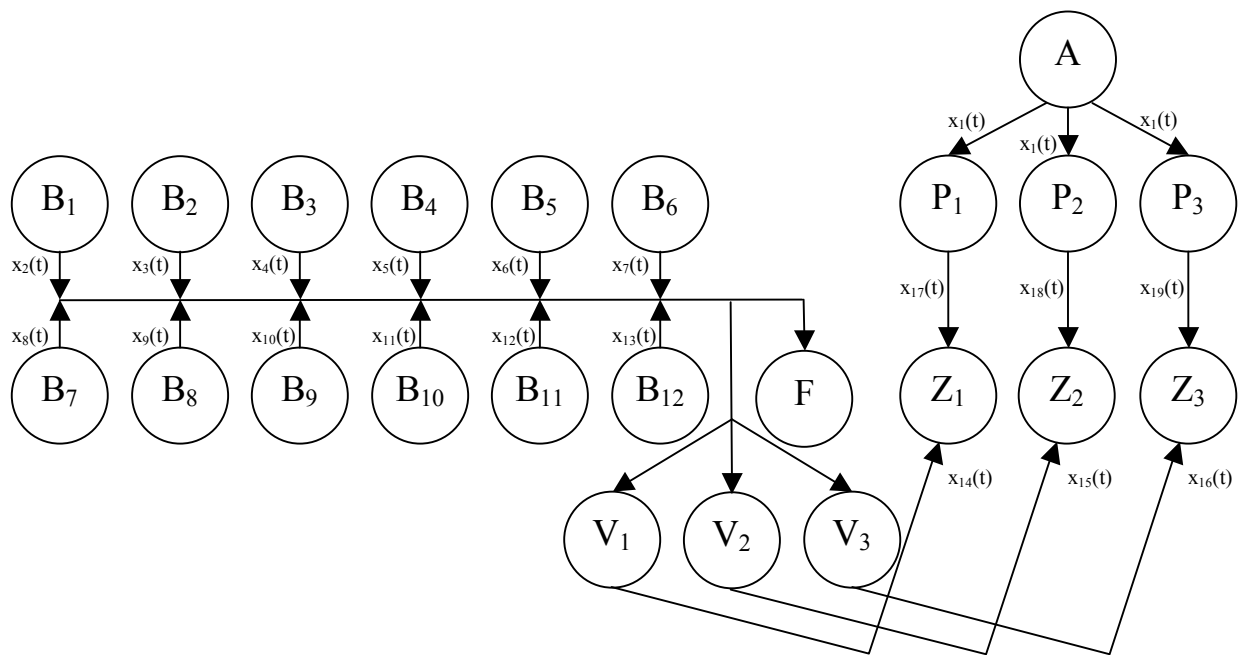 A
x₁(t) x₁(t) x₁(t)
B₁ B₂ B₃ B₄ B₅ B₆ P₁ P₂ P₃
x₂(t) x₃(t) x₄(t) x₅(t) x₆(t) x₇(t)
x₁₇(t) x₁₈(t) x₁₉(t)
x₈(t) x₉(t) x₁₀(t) x₁₁(t) x₁₂(t) x₁₃(t)
B₇ B₈ B₉ B₁₀ B₁₁ B₁₂ F Z₁ Z₂ Z₃
x₁₄(t) x₁₅(t) x₁₆(t)
V₁ V₂ V₃